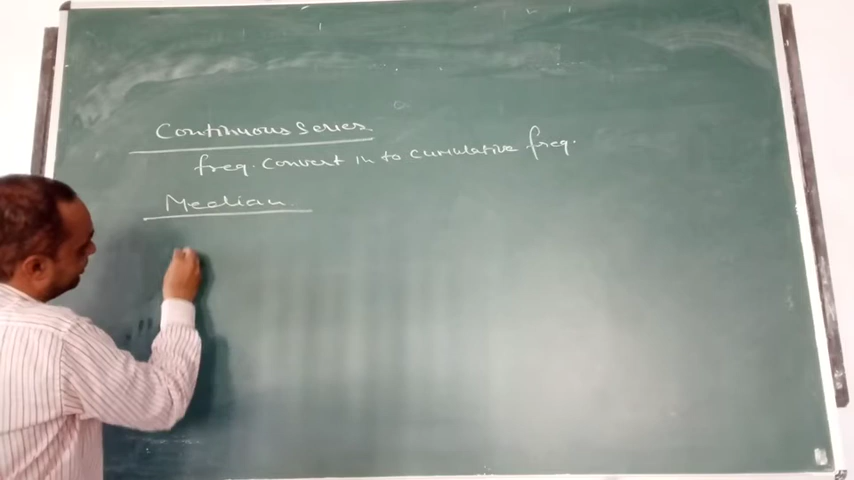 Continuous Series
freq. Convert in to cumulative freq.
Median